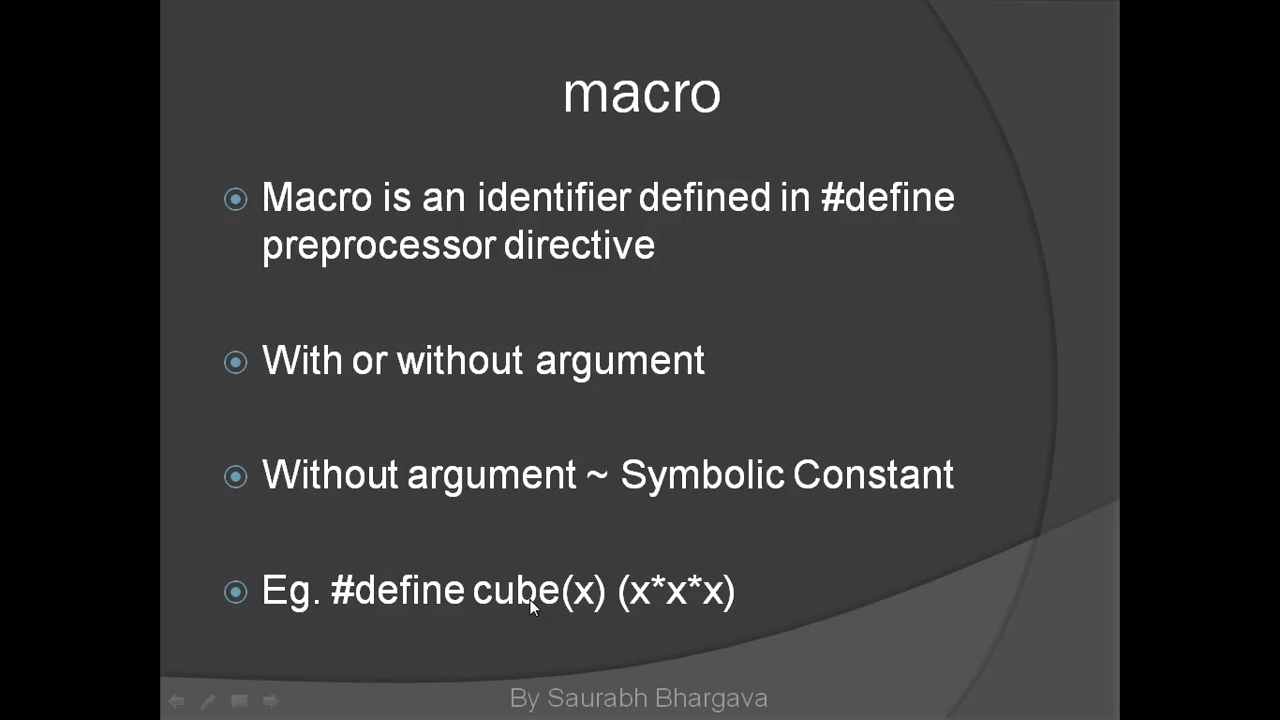 macro
Macro is an identifier defined in #define
preprocessor directive
With or without argument
Without argument ~ Symbolic Constant
Eg. #define cube(x) (x*x*x)
By Saurabh Bhargava